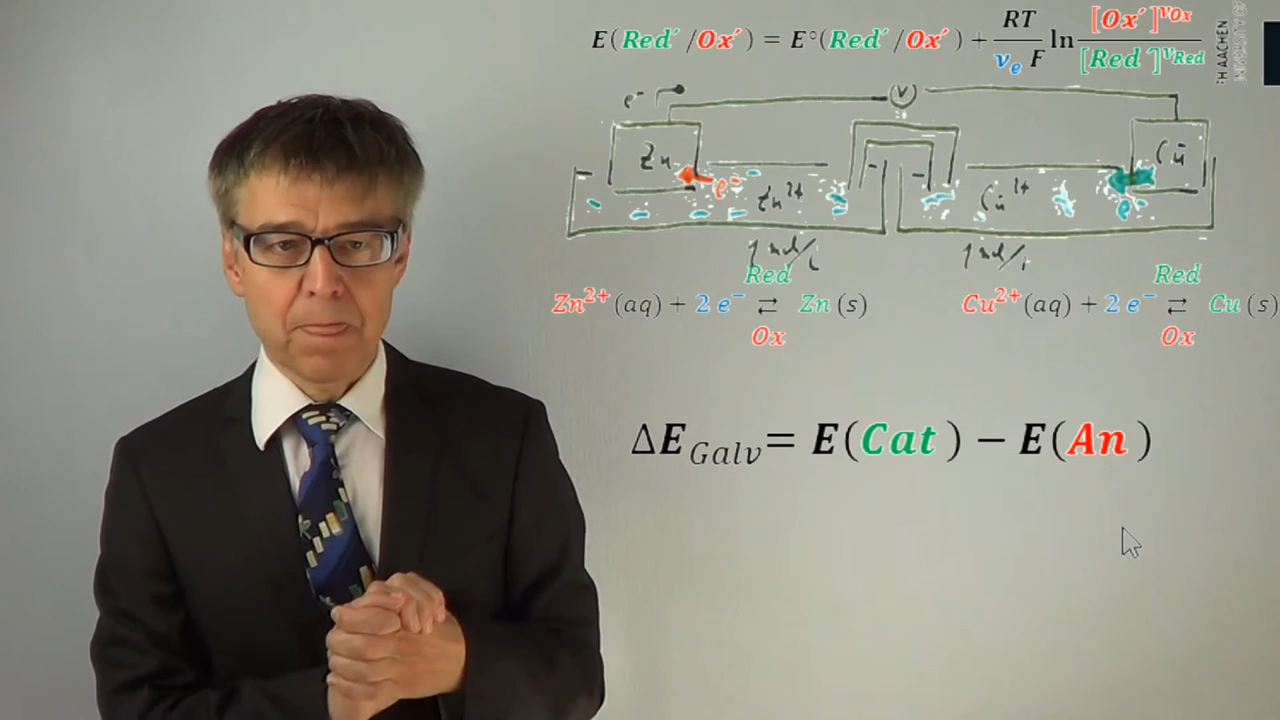 E(Red´/Ox´) = E°(Red´/Ox´) + RT/νₑ F ln [Ox´]^νOx/[Red´]^νRed
FH AACHEN
UNIVERSITY OF
e⁻ V
Zn Cu
e⁻ Zn²⁺ Cu²⁺ e⁻
1 mol/L 1 mol/L
Red Red
Zn²⁺(aq) + 2 e⁻ ⇄ Zn (s) Cu²⁺(aq) + 2 e⁻ ⇄ Cu (s)
Ox Ox
ΔE_Galv = E(Cat) − E(An)